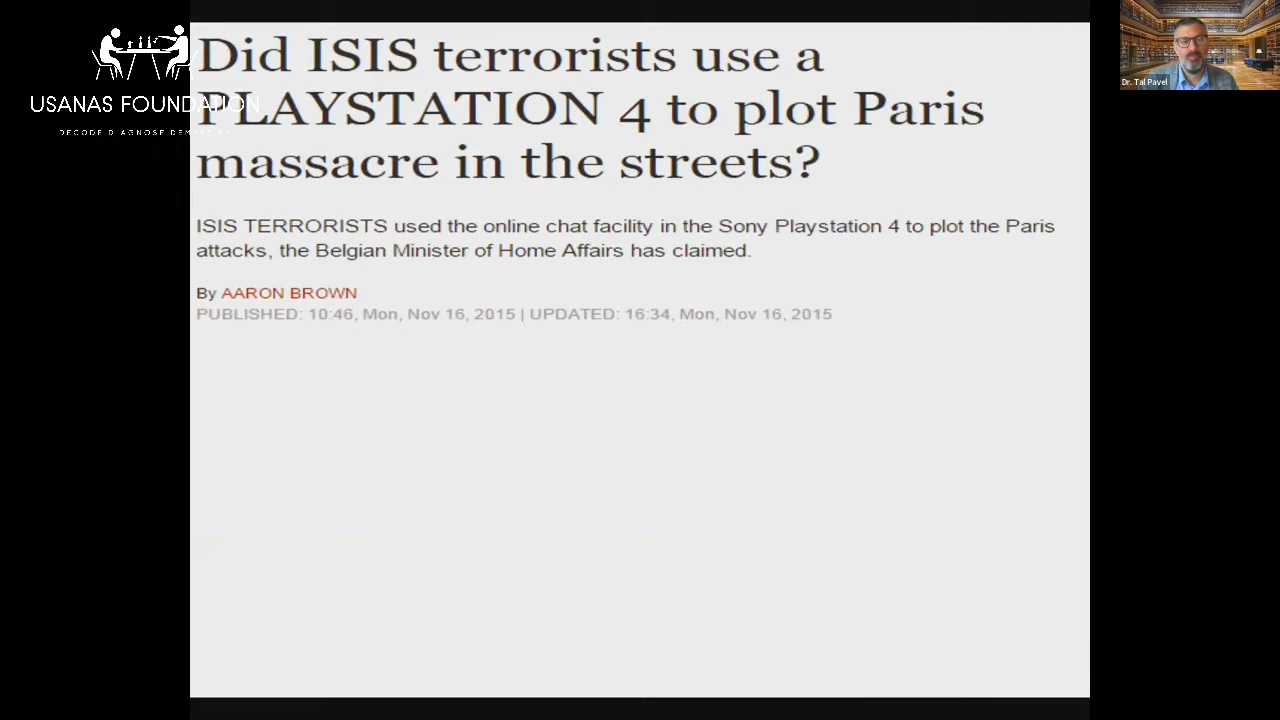 Did ISIS terrorists use a
PLAYSTATION 4 to plot Paris
massacre in the streets?
USANAS FOUNDATION
DECODE DIAGNOSE
ISIS TERRORISTS used the online chat facility in the Sony Playstation 4 to plot the Paris
attacks, the Belgian Minister of Home Affairs has claimed.
By AARON BROWN
PUBLISHED: 10:46, Mon, Nov 16, 2015 | UPDATED: 16:34, Mon, Nov 16, 2015
Dr. Tal Pavel